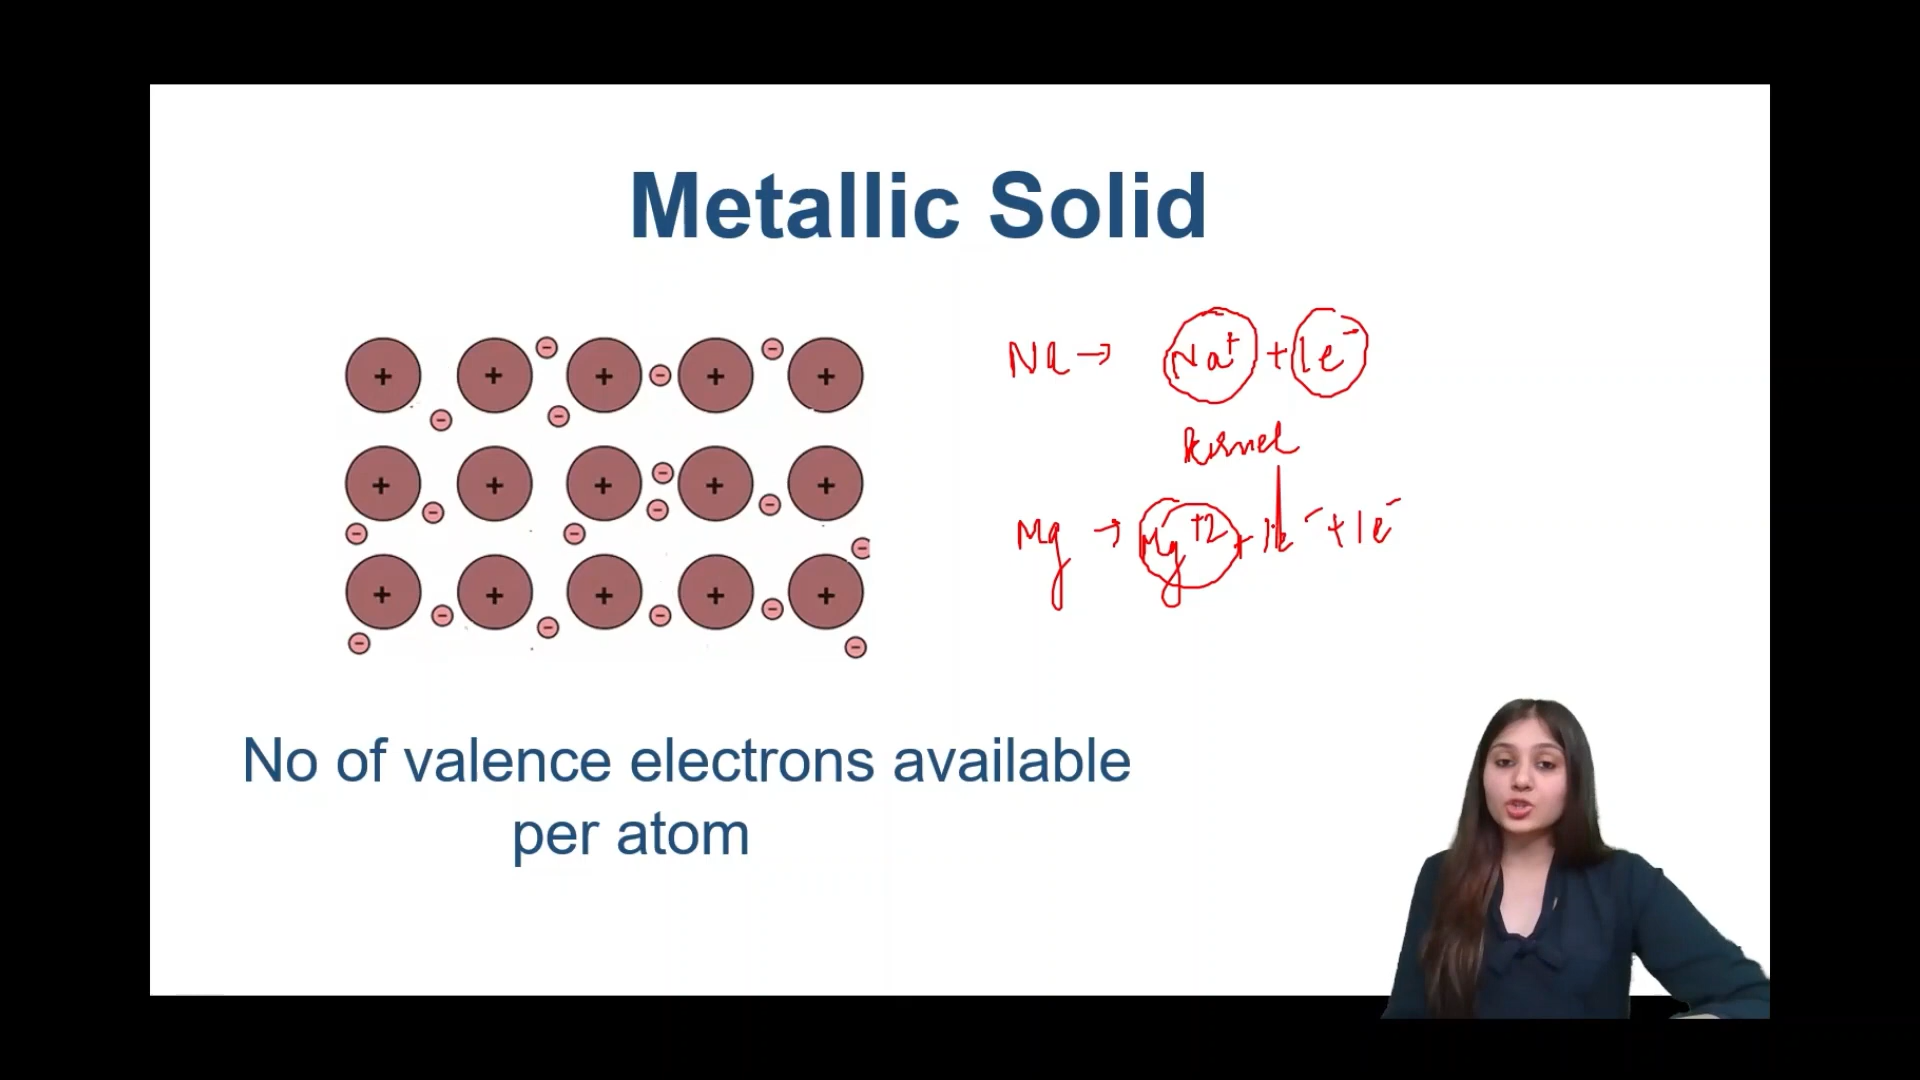 Metallic Solid
Na → Na⁺ + 1e⁻
Kernel
Mg → Mg⁺² + 1e⁻ + 1e⁻
No of valence electrons available
per atom